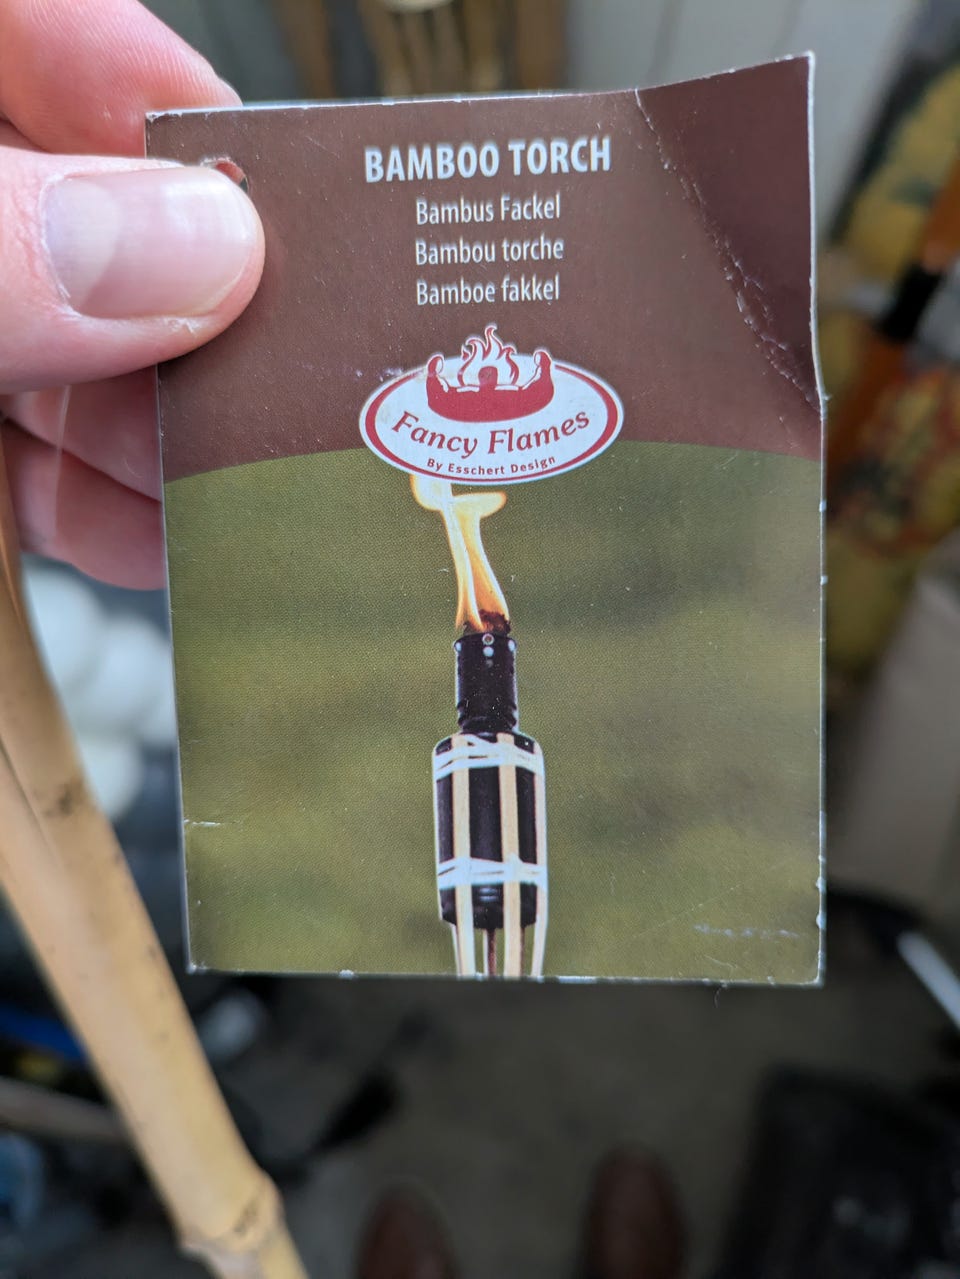 BAMBOO TORCH
Bambus Fackel
Bambou torche
Bamboe fakkel
Fancy Flames
By Esschert Design